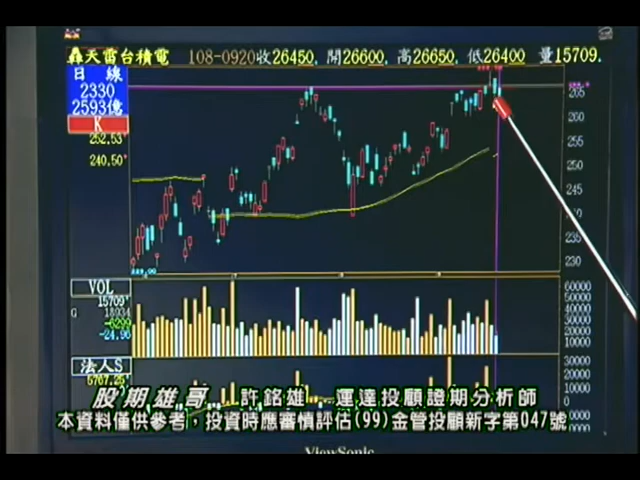 轟天雷台積電 108-0920收26450. 開26600. 高26650. 低26400 量15709.
日 線
2330
2593億
K
252.53
240.50
265
260
255
250
245
240
235
230
VOL
15709
G 18934
-6299
-24.96
60000
50000
40000
30000
20000
10000
法人S
5767.25
30000
20000
10000
0
股期雄哥 許銘雄 運達投顧證期分析師
本資料僅供參考，投資時應審慎評估(99)金管投顧新字第047號
ViewSonic